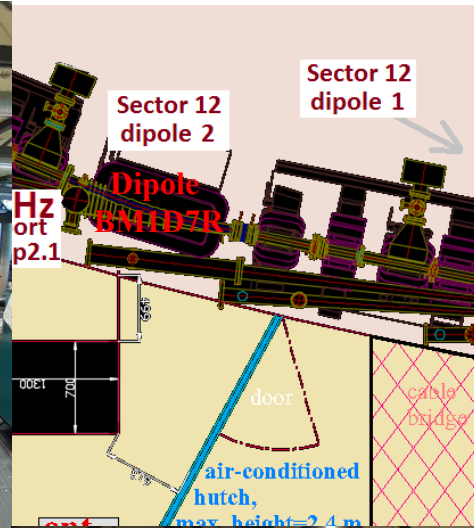 Sector 12
dipole 1
Sector 12
dipole 2
Dipole
BM1D7R
Hz
ort
p2.1
499
1300
700
door
cable
bridge
air-conditioned
hutch,
max. height=2.4 m